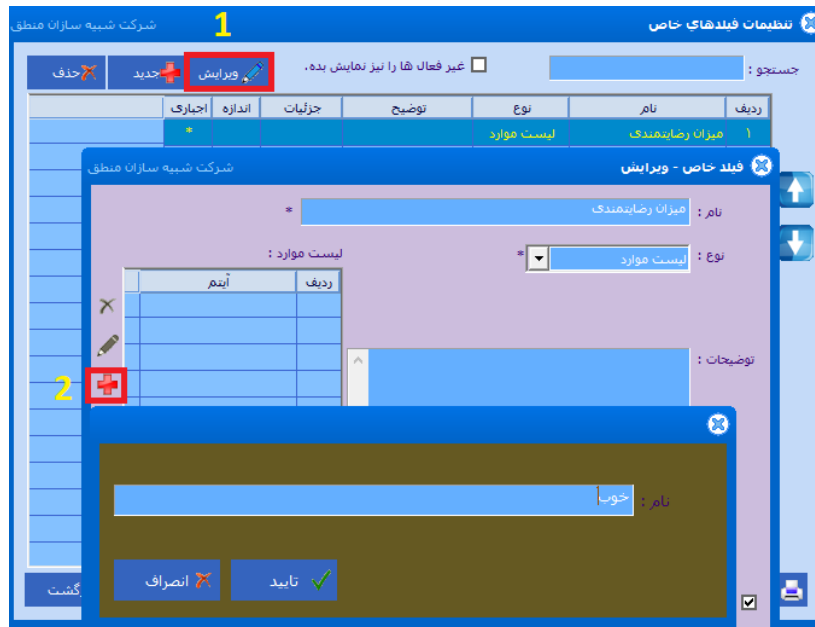 تنظیمات فیلدهاي خاص
شرکت شبیه سازان منطق
1
جستجو :
غیر فعال ها را نیز نمایش بده.
ویرایش
جدید
حذف
ردیف نام نوع توضیح جزئیات اندازه اجباری
۱ میزان رضایتمندی لیست موارد *
فیلد خاص - ویرایش
شرکت شبیه سازان منطق
نام : میزان رضایتمندی *
نوع : لیست موارد *
لیست موارد :
ردیف آیتم
توضیحات :
2
نام : خوب
تایید
انصراف
گشت